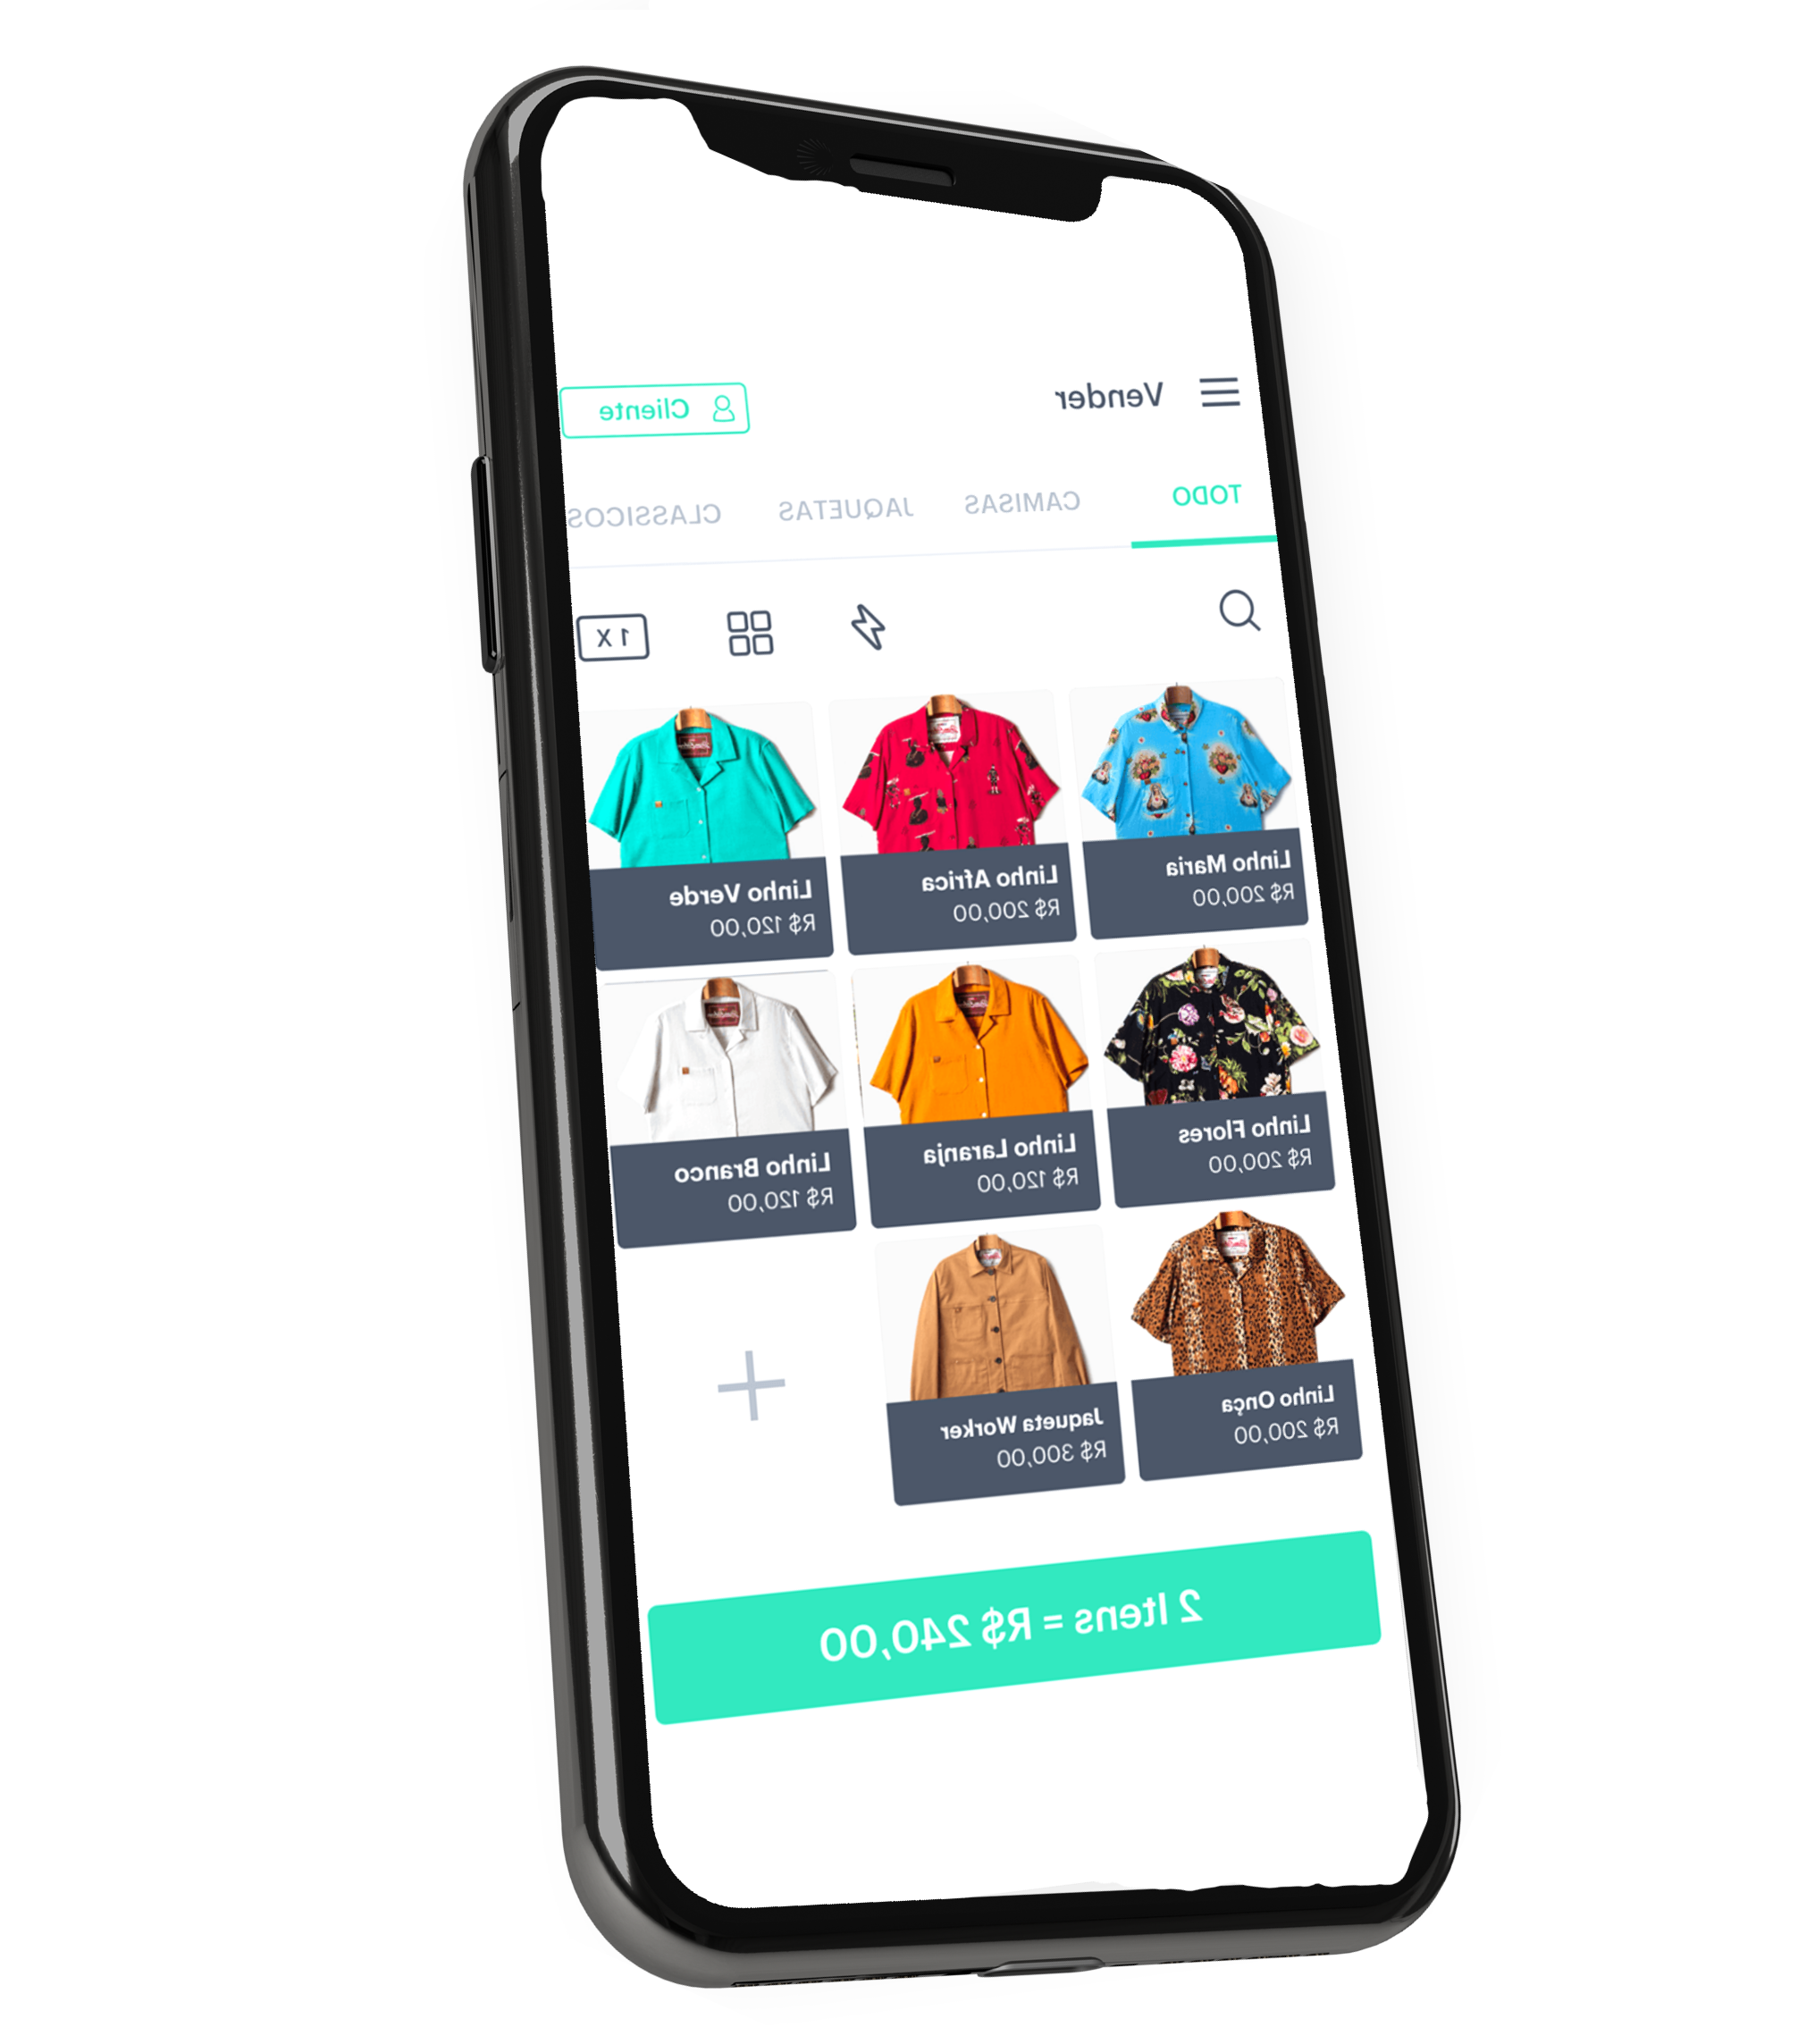 Vender
Cliente
TODO CAMISAS JAQUETAS CLASSICOS
1 X
Linho Maria
R$ 200,00
Linho Africa
R$ 200,00
Linho Verde
R$ 120,00
Linho Flores
R$ 200,00
Linho Laranja
R$ 120,00
Linho Branco
R$ 120,00
Linho Onça
R$ 200,00
Jaqueta Worker
R$ 300,00
2 Itens = R$ 240,00